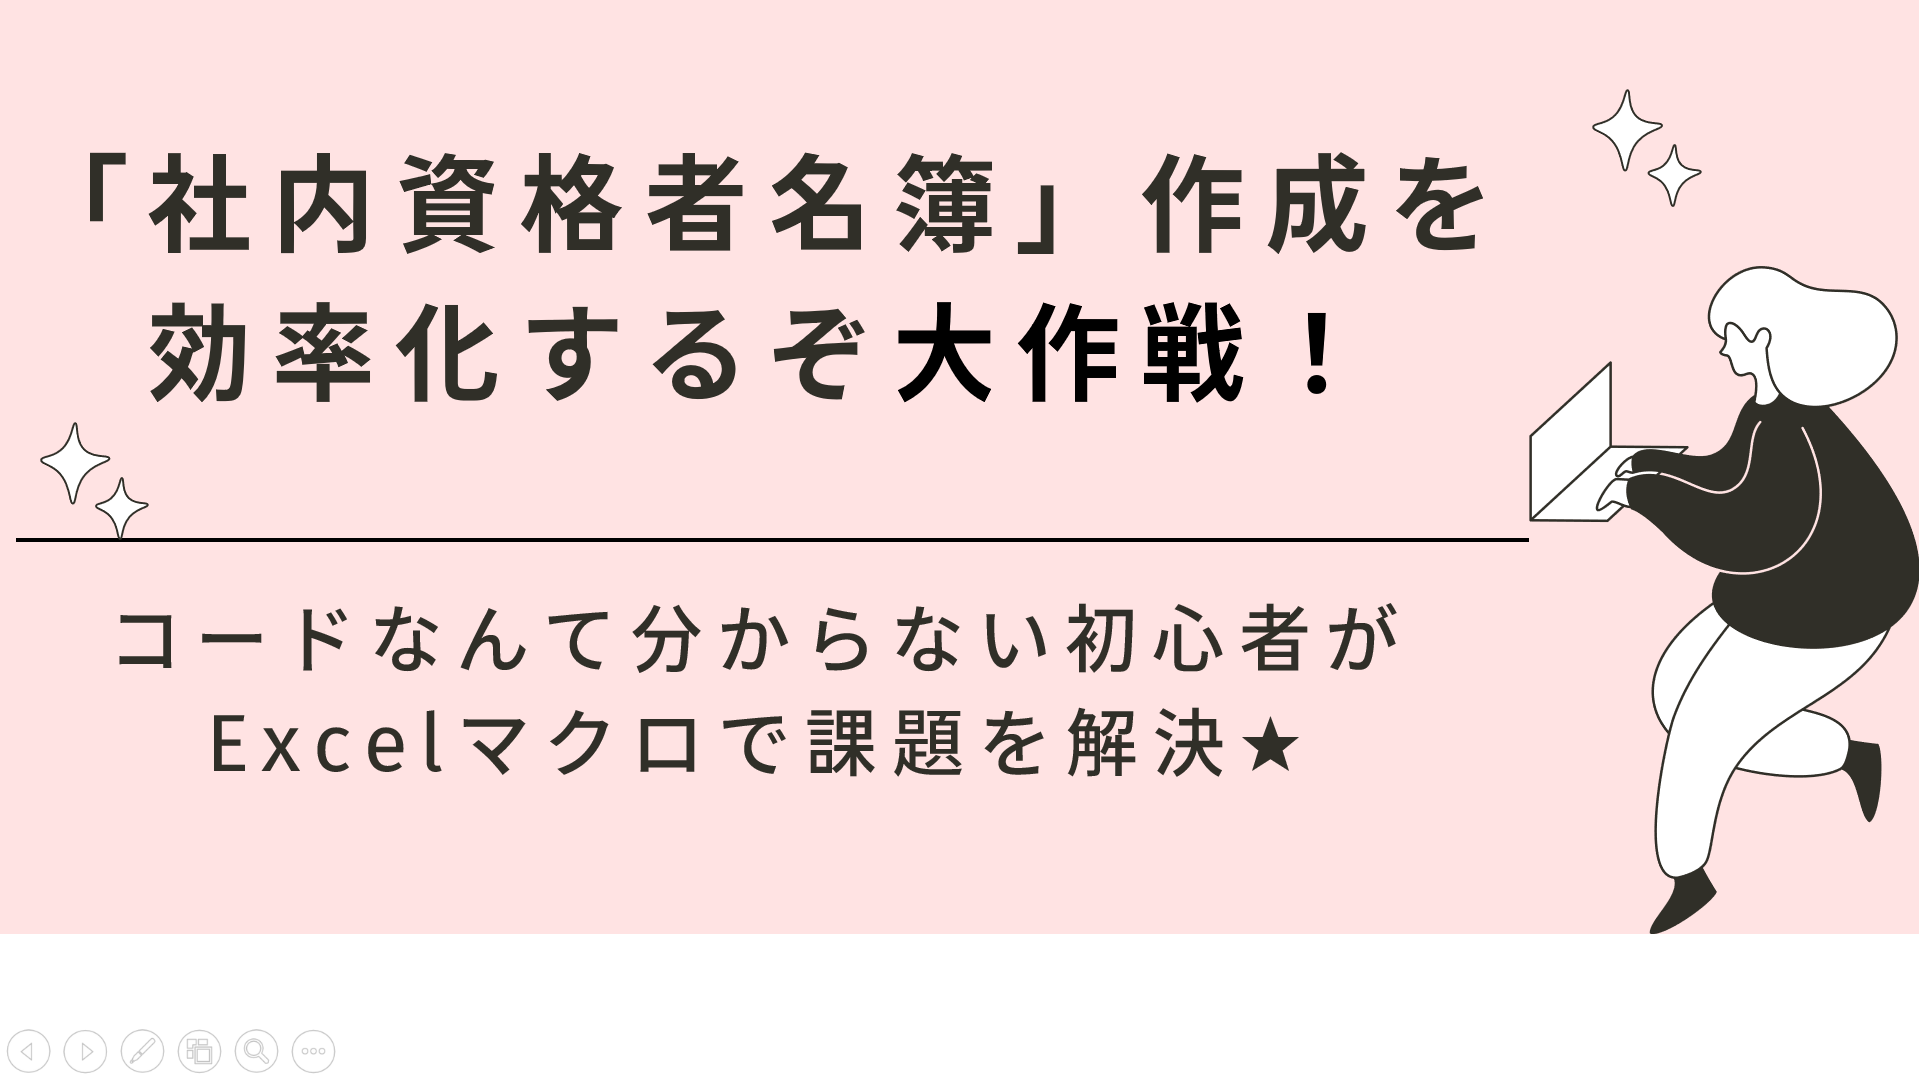 「社内資格者名簿」作成を
効率化するぞ大作戦！
コードなんて分からない初心者が
Excelマクロで課題を解決★